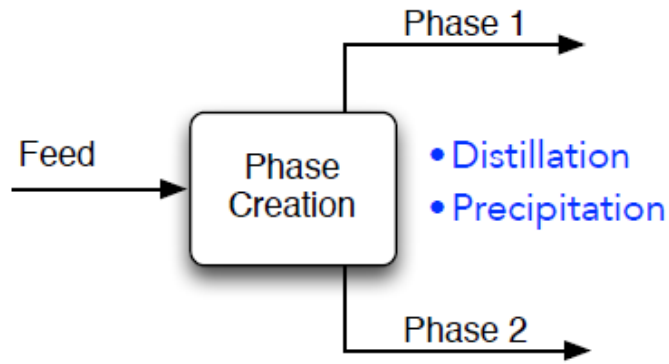 Phase 1
Feed
Phase
Creation
• Distillation
• Precipitation
Phase 2